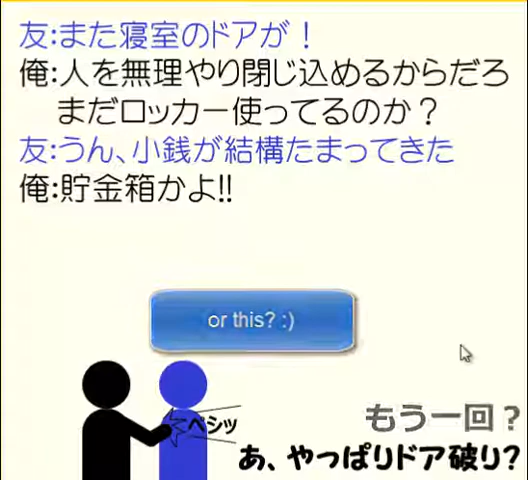 友:また寝室のドアが！
俺:人を無理やり閉じ込めるからだろ
まだロッカー使ってるのか？
友:うん、小銭が結構たまってきた
俺:貯金箱かよ!!
or this? :)
ペシッ
もう一回？
あ、やっぱりドア破り?